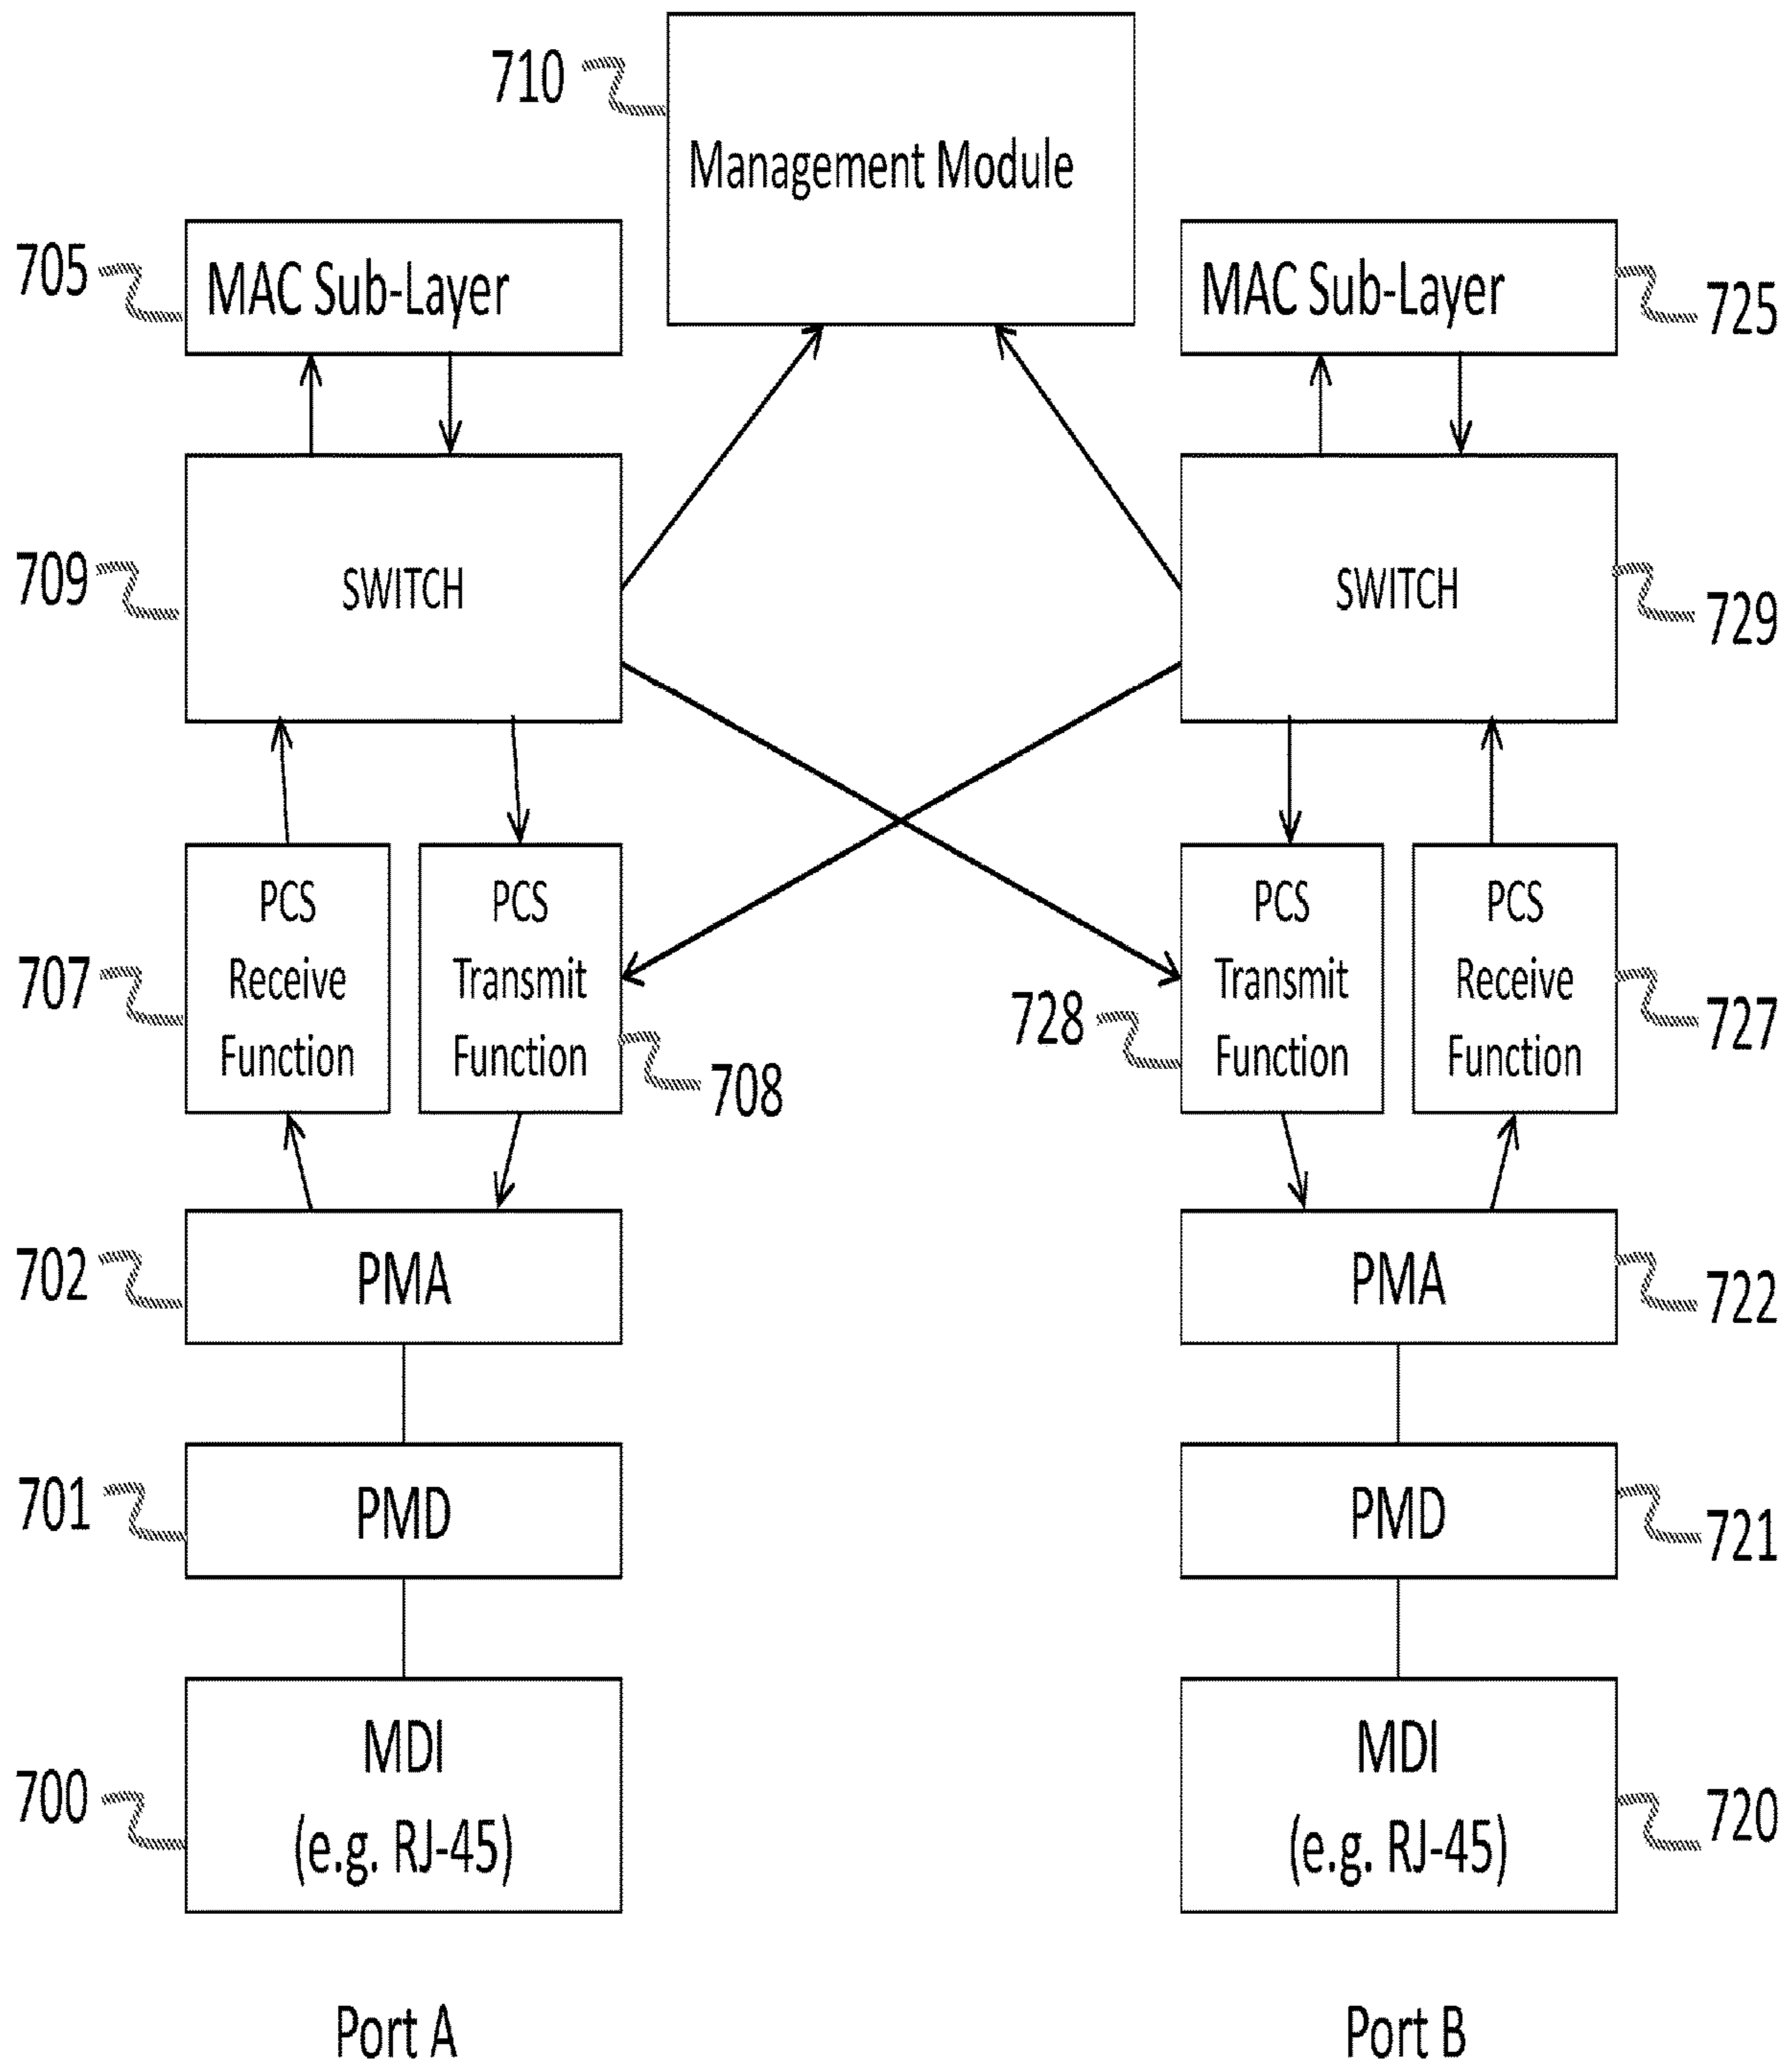 710
Management Module
705
MAC Sub-Layer
MAC Sub-Layer
725
709
SWITCH
SWITCH
729
707
PCS
Receive
Function
PCS
Transmit
Function
708
728
PCS
Transmit
Function
PCS
Receive
Function
727
702
PMA
PMA
722
701
PMD
PMD
721
700
MDI
(e.g. RJ-45)
MDI
(e.g. RJ-45)
720
Port A
Port B